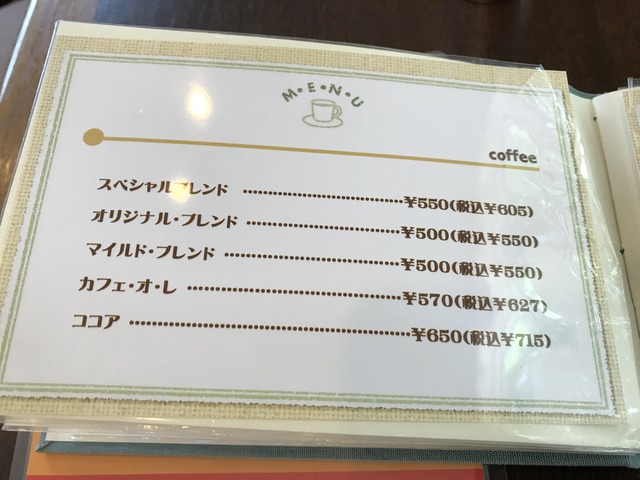 M・E・N・U
coffee
スペシャルブレンド ¥550(税込¥605)
オリジナル・ブレンド ¥500(税込¥550)
マイルド・ブレンド ¥500(税込¥550)
カフェ・オ・レ ¥570(税込¥627)
ココア ¥650(税込¥715)